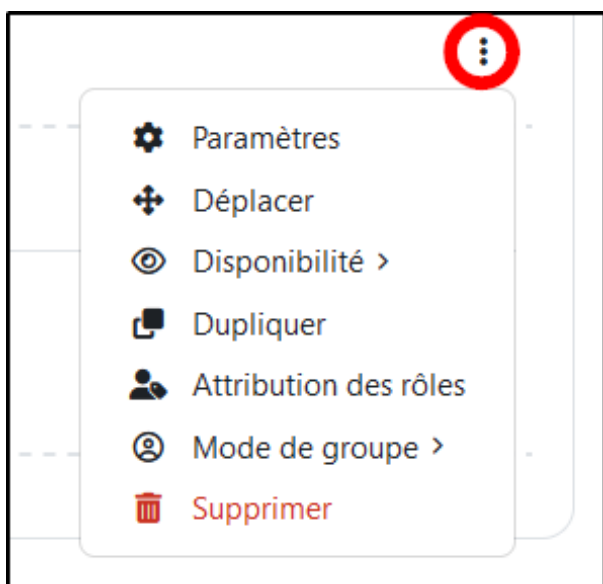 Paramètres
Déplacer
Disponibilité >
Dupliquer
Attribution des rôles
Mode de groupe >
Supprimer